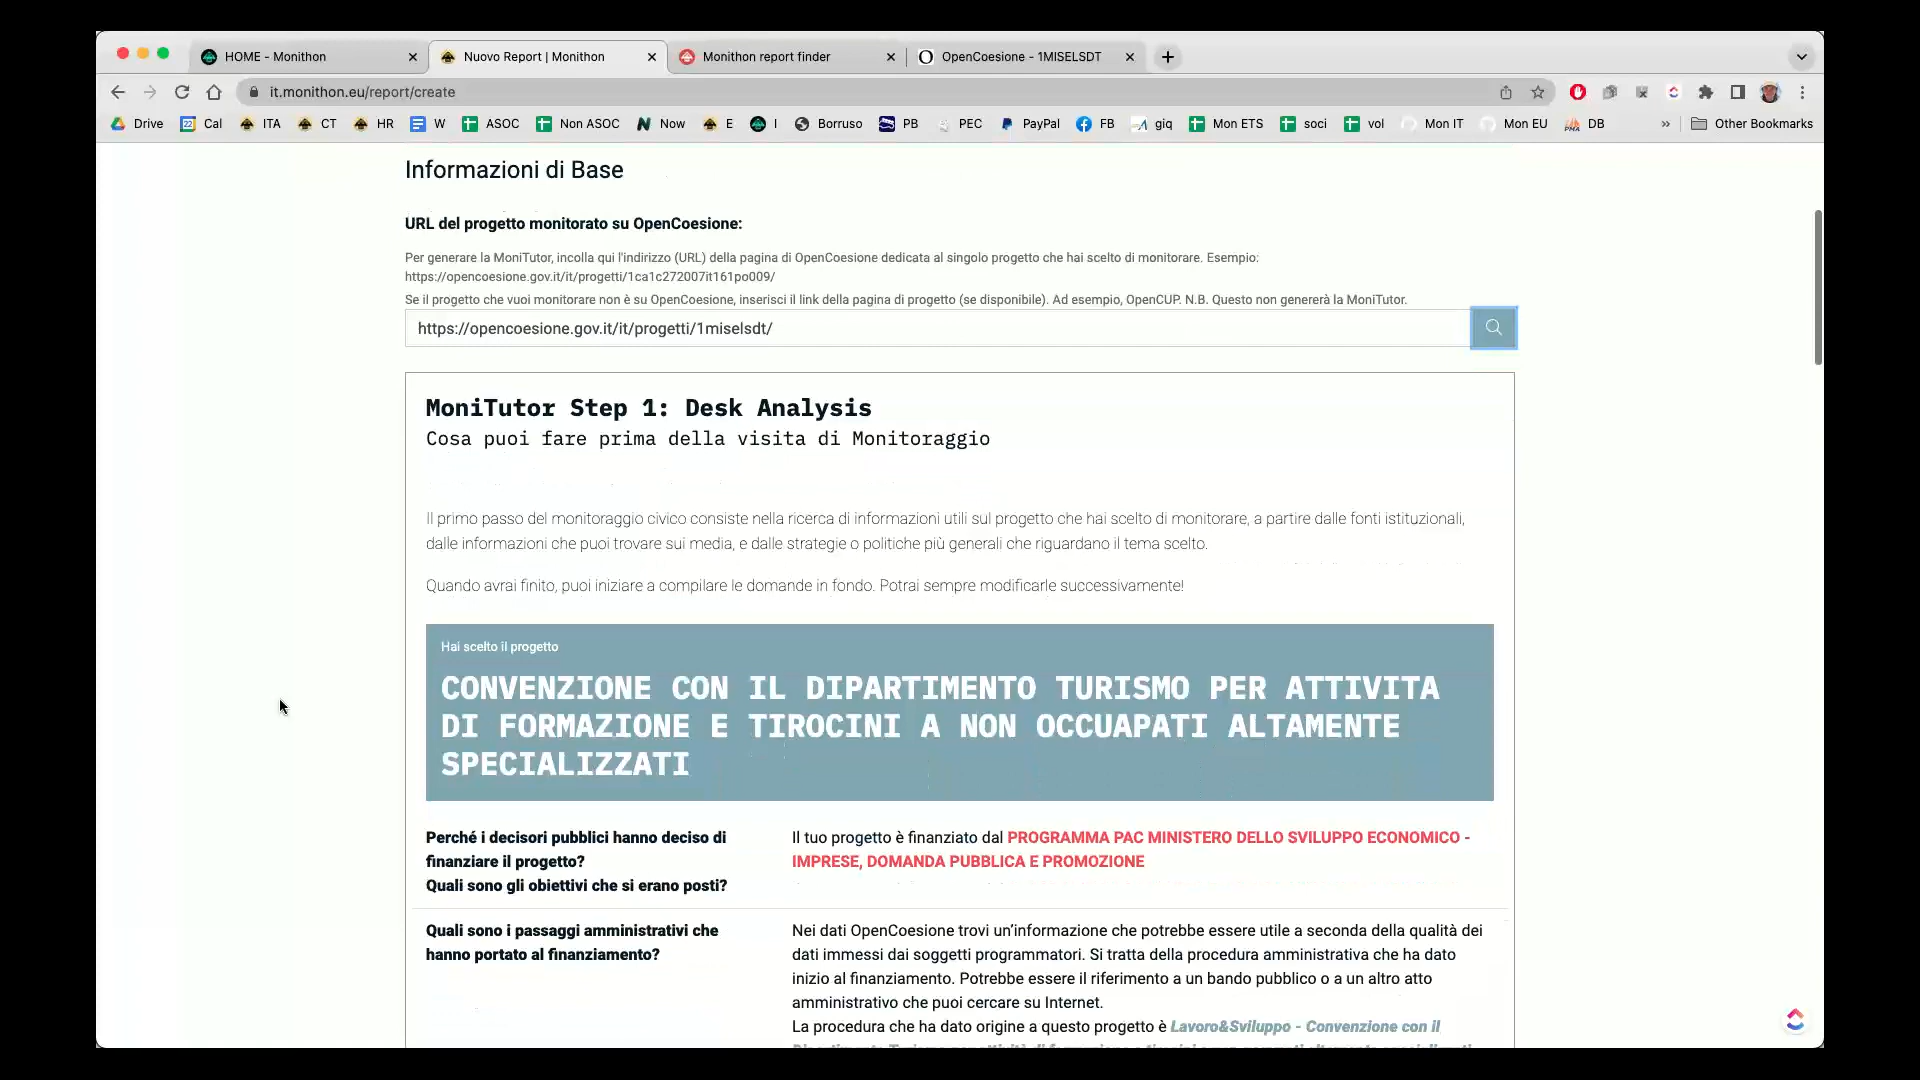 HOME - Monithon
Nuovo Report | Monithon
Monithon report finder
OpenCoesione - 1MISELSDT
it.monithon.eu/report/create
Drive
22
Cal
ITA
CT
HR
W
ASOC
Non ASOC
Now
E
I
Borruso
PB
PEC
PayPal
FB
giq
Mon ETS
soci
vol
Mon IT
Mon EU
DB
»
Other Bookmarks
Informazioni di Base
URL del progetto monitorato su OpenCoesione:
Per generare la MoniTutor, incolla qui l'indirizzo (URL) della pagina di OpenCoesione dedicata al singolo progetto che hai scelto di monitorare. Esempio:
https://opencoesione.gov.it/it/progetti/1ca1c272007it161po009/
Se il progetto che vuoi monitorare non è su OpenCoesione, inserisci il link della pagina di progetto (se disponibile). Ad esempio, OpenCUP. N.B. Questo non genererà la MoniTutor.
https://opencoesione.gov.it/it/progetti/1miselsdt/
MoniTutor Step 1: Desk Analysis
Cosa puoi fare prima della visita di Monitoraggio
Il primo passo del monitoraggio civico consiste nella ricerca di informazioni utili sul progetto che hai scelto di monitorare, a partire dalle fonti istituzionali,
dalle informazioni che puoi trovare sui media, e dalle strategie o politiche più generali che riguardano il tema scelto.
Quando avrai finito, puoi iniziare a compilare le domande in fondo. Potrai sempre modificarle successivamente!
Hai scelto il progetto
CONVENZIONE CON IL DIPARTIMENTO TURISMO PER ATTIVITA
DI FORMAZIONE E TIROCINI A NON OCCUAPATI ALTAMENTE
SPECIALIZZATI
Perché i decisori pubblici hanno deciso di
finanziare il progetto?
Quali sono gli obiettivi che si erano posti?
Il tuo progetto è finanziato dal PROGRAMMA PAC MINISTERO DELLO SVILUPPO ECONOMICO -
IMPRESE, DOMANDA PUBBLICA E PROMOZIONE
Quali sono i passaggi amministrativi che
hanno portato al finanziamento?
Nei dati OpenCoesione trovi un'informazione che potrebbe essere utile a seconda della qualità dei
dati immessi dai soggetti programmatori. Si tratta della procedura amministrativa che ha dato
inizio al finanziamento. Potrebbe essere il riferimento a un bando pubblico o a un altro atto
amministrativo che puoi cercare su Internet.
La procedura che ha dato origine a questo progetto è Lavoro&Sviluppo - Convenzione con il